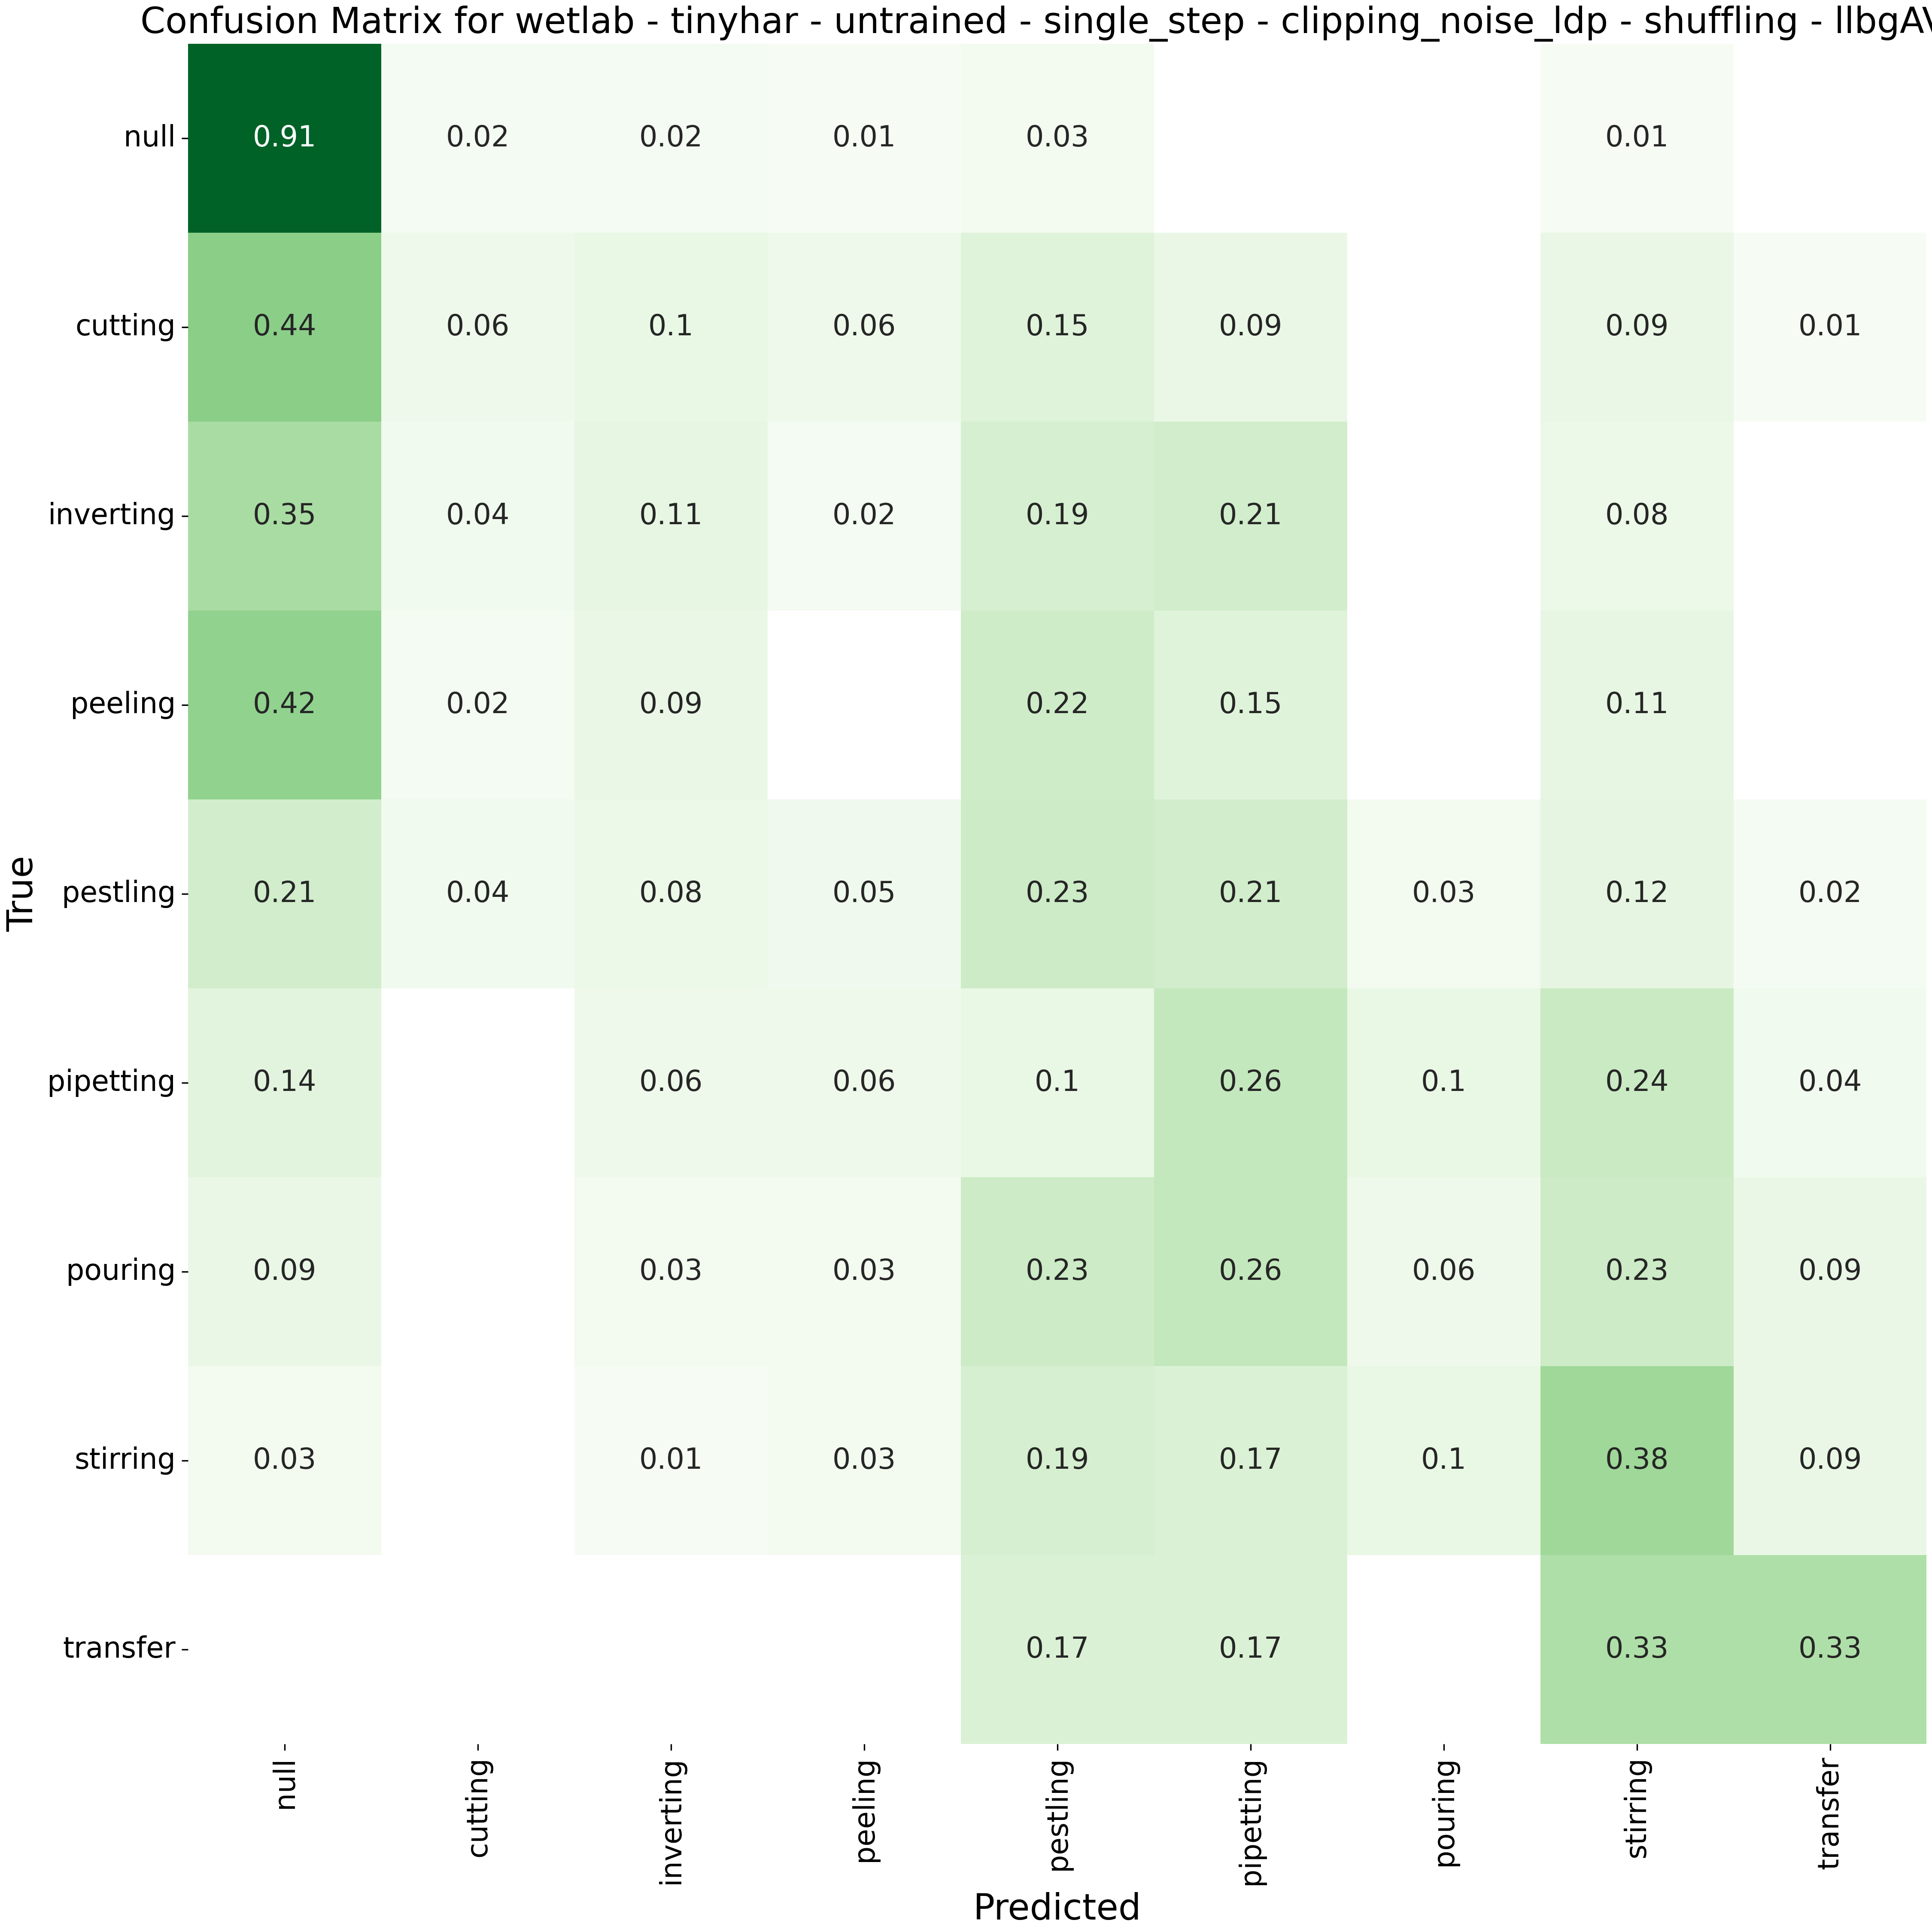 Confusion Matrix for wetlab - tinyhar - untrained - single_step - clipping_noise_ldp - shuffling - llbgAV
null 0.91 0.02 0.02 0.01 0.03 0.01
cutting 0.44 0.06 0.1 0.06 0.15 0.09 0.09 0.01
inverting 0.35 0.04 0.11 0.02 0.19 0.21 0.08
peeling 0.42 0.02 0.09 0.22 0.15 0.11
pestling 0.21 0.04 0.08 0.05 0.23 0.21 0.03 0.12 0.02
pipetting 0.14 0.06 0.06 0.1 0.26 0.1 0.24 0.04
pouring 0.09 0.03 0.03 0.23 0.26 0.06 0.23 0.09
stirring 0.03 0.01 0.03 0.19 0.17 0.1 0.38 0.09
transfer 0.17 0.17 0.33 0.33
True
null cutting inverting peeling pestling pipetting pouring stirring transfer
Predicted